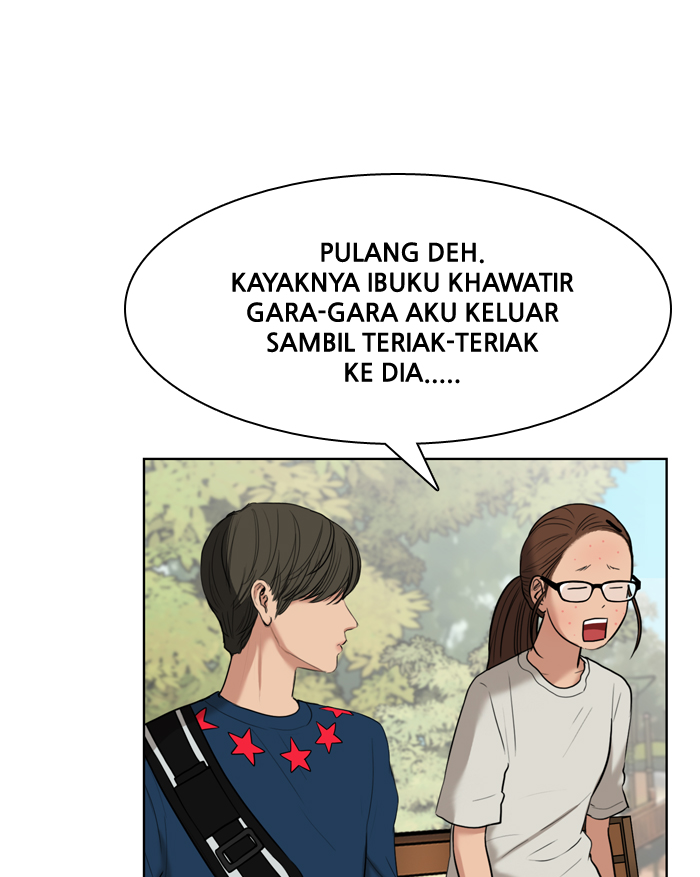 PULANG DEH.
KAYAKNYA IBUKU KHAWATIR
GARA-GARA AKU KELUAR
SAMBIL TERIAK-TERIAK
KE DIA.....